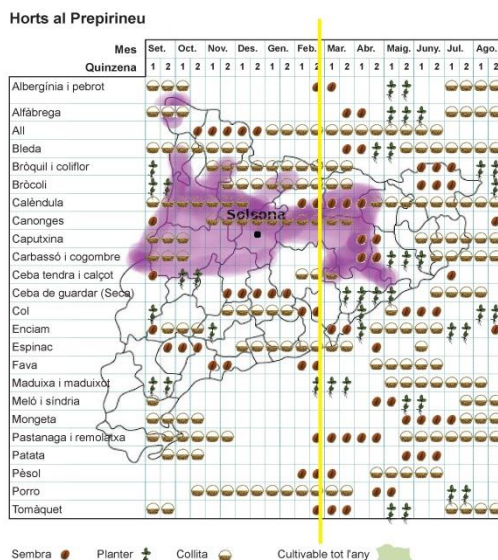 Horts al Prepirineu
Mes Set. Oct. Nov. Des. Gen. Feb. Mar. Abr. Maig. Juny. Jul. Ago.
Quinzena 1 2 1 2 1 2 1 2 1 2 1 2 1 2 1 2 1 2 1 2 1 2 1 2
Albergínia i pebrot
Alfàbrega
All
Bleda
Bròquil i coliflor
Bròcoli
Calèndula
Canonges
Solsona
Caputxina
Carbassó i cogombre
Ceba tendra i calçot
Ceba de guardar (Seca)
Col
Enciam
Espinac
Fava
Maduixa i maduixot
Meló i síndria
Mongeta
Pastanaga i remolatxa
Patata
Pèsol
Porro
Tomàquet
Sembra Planter Collita Cultivable tot l'any